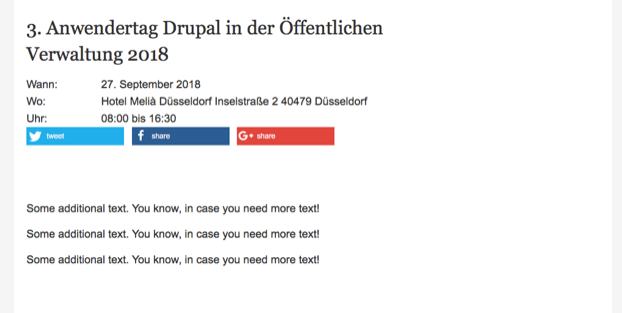 3. Anwendertag Drupal in der Öffentlichen
Verwaltung 2018
Wann: 27. September 2018
Wo: Hotel Melià Düsseldorf Inselstraße 2 40479 Düsseldorf
Uhr: 08:00 bis 16:30
tweet f share G+ share
Some additional text. You know, in case you need more text!
Some additional text. You know, in case you need more text!
Some additional text. You know, in case you need more text!